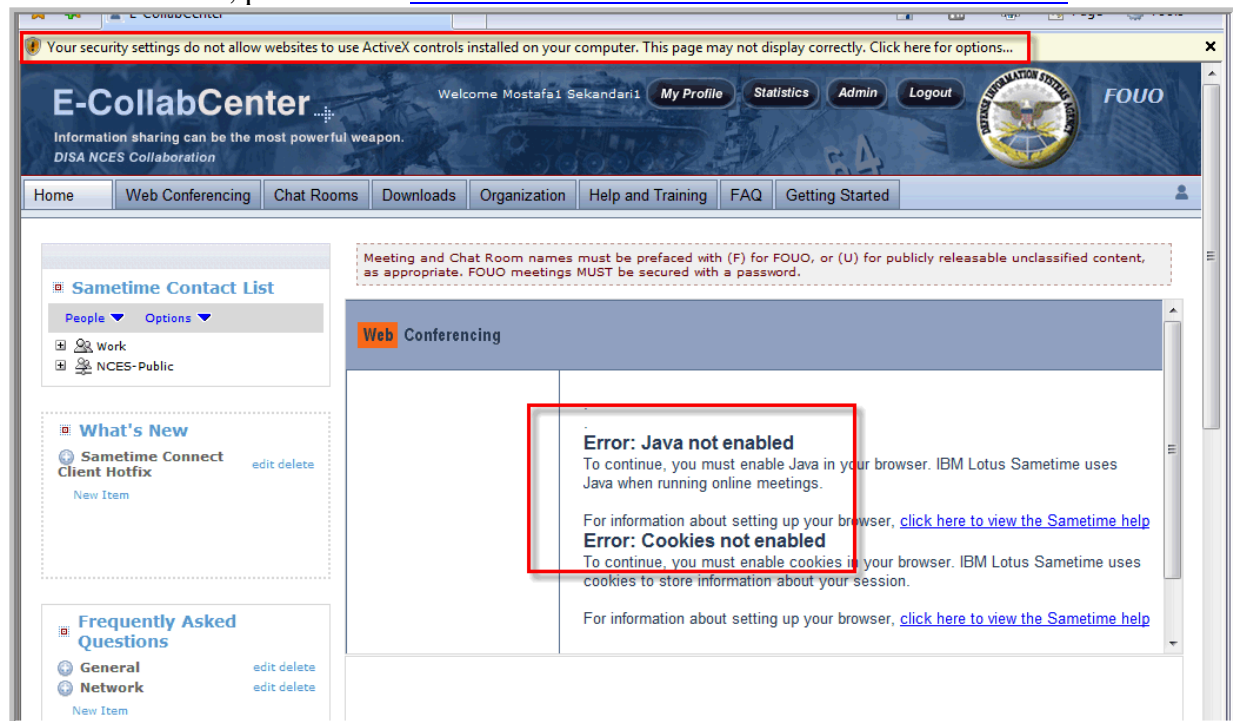 E-CollabCenter
Page
Your security settings do not allow websites to use ActiveX controls installed on your computer. This page may not display correctly. Click here for options...
E-CollabCenter
Information sharing can be the most powerful weapon.
DISA NCES Collaboration
Welcome Mostafa1 Sekandari1
My Profile
Statistics
Admin
Logout
DEFENSE INFORMATION SYSTEMS AGENCY
FOUO
64
Home
Web Conferencing
Chat Rooms
Downloads
Organization
Help and Training
FAQ
Getting Started
Meeting and Chat Room names must be prefaced with (F) for FOUO, or (U) for publicly releasable unclassified content,
as appropriate. FOUO meetings MUST be secured with a password.
Sametime Contact List
People
Options
Work
NCES-Public
What's New
Sametime Connect
Client Hotfix
edit delete
New Item
Frequently Asked
Questions
General
edit delete
Network
edit delete
New Item
Web Conferencing
.
.
Error: Java not enabled
To continue, you must enable Java in your browser. IBM Lotus Sametime uses
Java when running online meetings.
For information about setting up your browser, click here to view the Sametime help
Error: Cookies not enabled
To continue, you must enable cookies in your browser. IBM Lotus Sametime uses
cookies to store information about your session.
For information about setting up your browser, click here to view the Sametime help